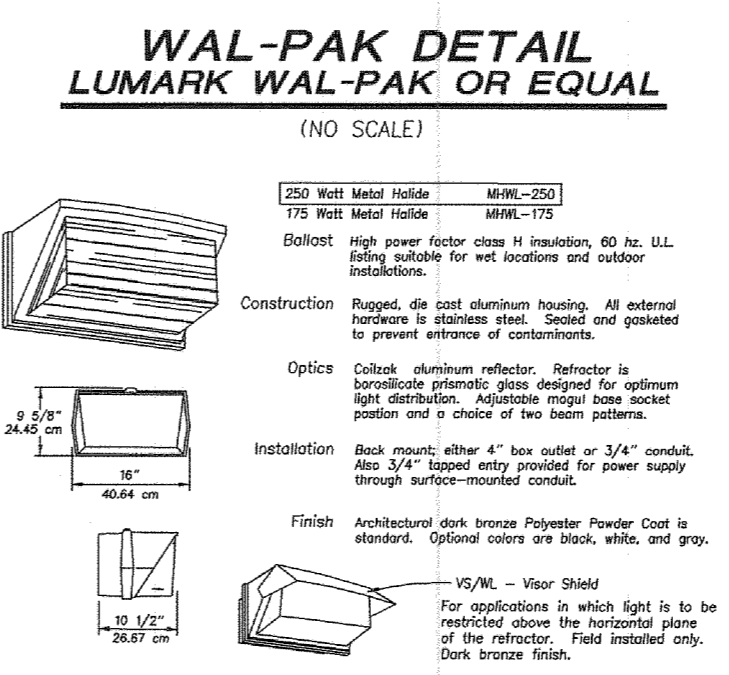 WAL-PAK DETAIL
LUMARK WAL-PAK OR EQUAL
(NO SCALE)
250 Watt Metal Halide MHWL-250
175 Watt Metal Halide MHWL-175
Ballast High power factor class H insulation, 60 hz. U.L.
listing suitable for wet locations and outdoor
installations.
Construction Rugged, die cast aluminum housing. All external
hardware is stainless steel. Sealed and gasketed
to prevent entrance of contaminants.
Optics Coilzak aluminum reflector. Refractor is
borosilicate prismatic glass designed for optimum
light distribution. Adjustable mogul base socket
postion and a choice of two beam patterns.
9 5/8"
24.45 cm
16"
40.64 cm
Installation Back mount; either 4" box outlet or 3/4" conduit.
Also 3/4" tapped entry provided for power supply
through surface-mounted conduit.
Finish Architectural dark bronze Polyester Powder Coat is
standard. Optional colors are black, white, and gray.
10 1/2"
26.67 cm
VS/WL - Visor Shield
For applications in which light is to be
restricted above the horizontal plane
of the refractor. Field installed only.
Dark bronze finish.